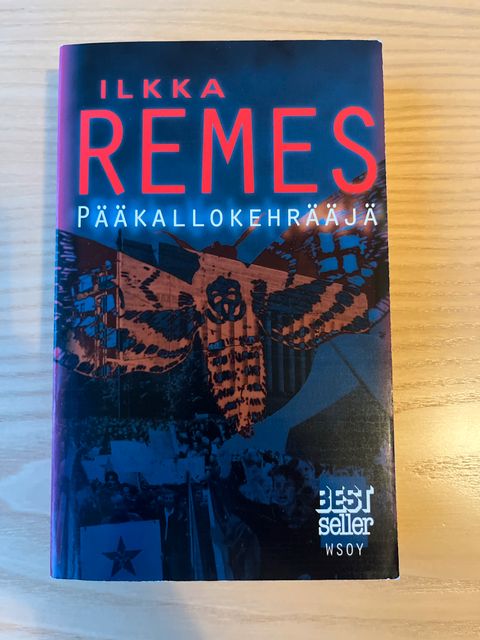 ILKKA
REMES
PÄÄKALLOKEHRÄÄJÄ
BEST
seller
WSOY